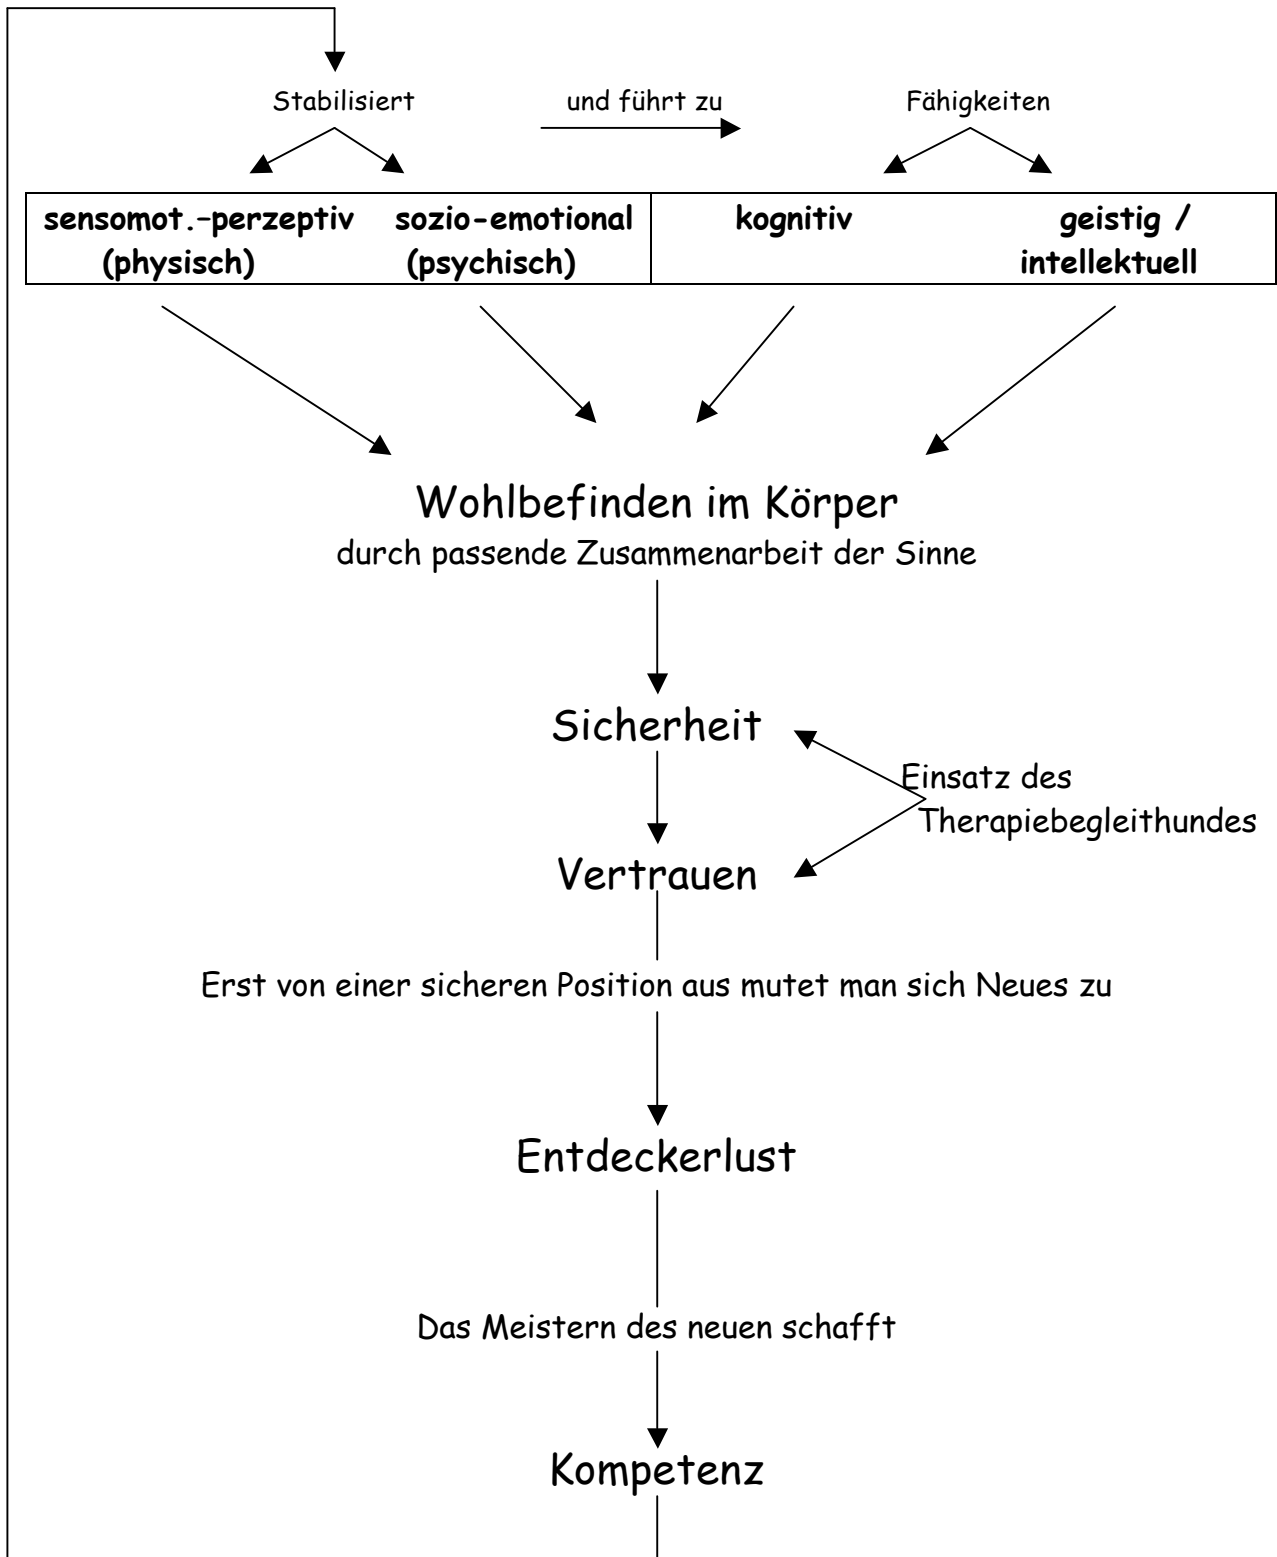 Stabilisiert und führt zu Fähigkeiten
sensomot.-perzeptiv sozio-emotional kognitiv geistig /
(physisch) (psychisch) intellektuell
Wohlbefinden im Körper
durch passende Zusammenarbeit der Sinne
Sicherheit
Einsatz des
Therapiebegleithundes
Vertrauen
Erst von einer sicheren Position aus mutet man sich Neues zu
Entdeckerlust
Das Meistern des neuen schafft
Kompetenz